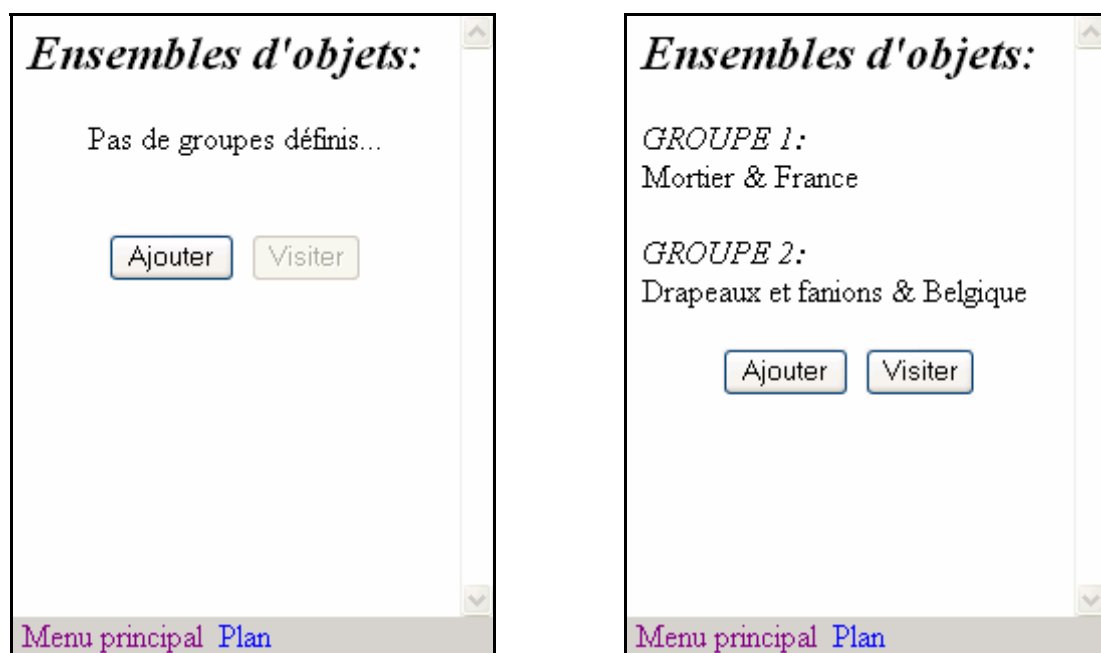 Ensembles d'objets:
Pas de groupes définis...
Ajouter Visiter
Menu principal Plan
Ensembles d'objets:
GROUPE 1:
Mortier & France
GROUPE 2:
Drapeaux et fanions & Belgique
Ajouter Visiter
Menu principal Plan